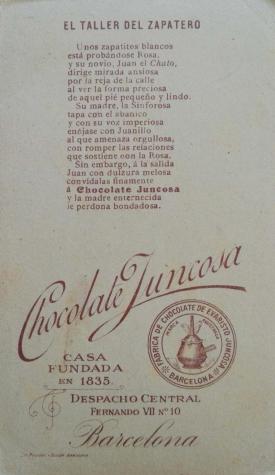 EL TALLER DEL ZAPATERO
Unos zapatitos blancos
está probándose Rosa,
y su novio, Juan el Chato,
dirige mirada ansiosa
por la reja de la calle
al ver la forma preciosa
de aquel pié pequeño y lindo.
Su madre, la Sinforosa
tapa con el abanico
y con su voz imperiosa
enójase con Juanillo
al que amenaza orgullosa,
con romper las relaciones
que sostiene con la Rosa.
Sin embargo, á la salida
Juan con dulzura melosa
convídalas finamente
á Chocolate Juncosa
y la madre enternecida
le perdona bondadosa.
Chocolate Juncosa
FÁBRICA DE CHOCOLATE DE EVARISTO JUNCOSA
BARCELONA
MARCA
CASA
FUNDADA
EN 1835.
DESPACHO CENTRAL
FERNANDO VII Nº 10
Barcelona